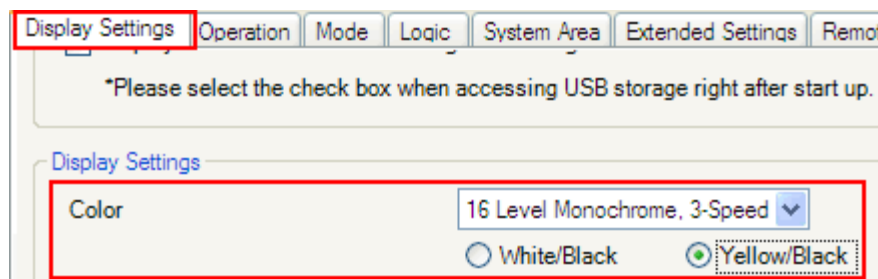 Display Settings Operation Mode Logic System Area Extended Settings
*Please select the check box when accessing USB storage right after start up.
Display Settings
Color 16 Level Monochrome, 3-Speed
White/Black Yellow/Black